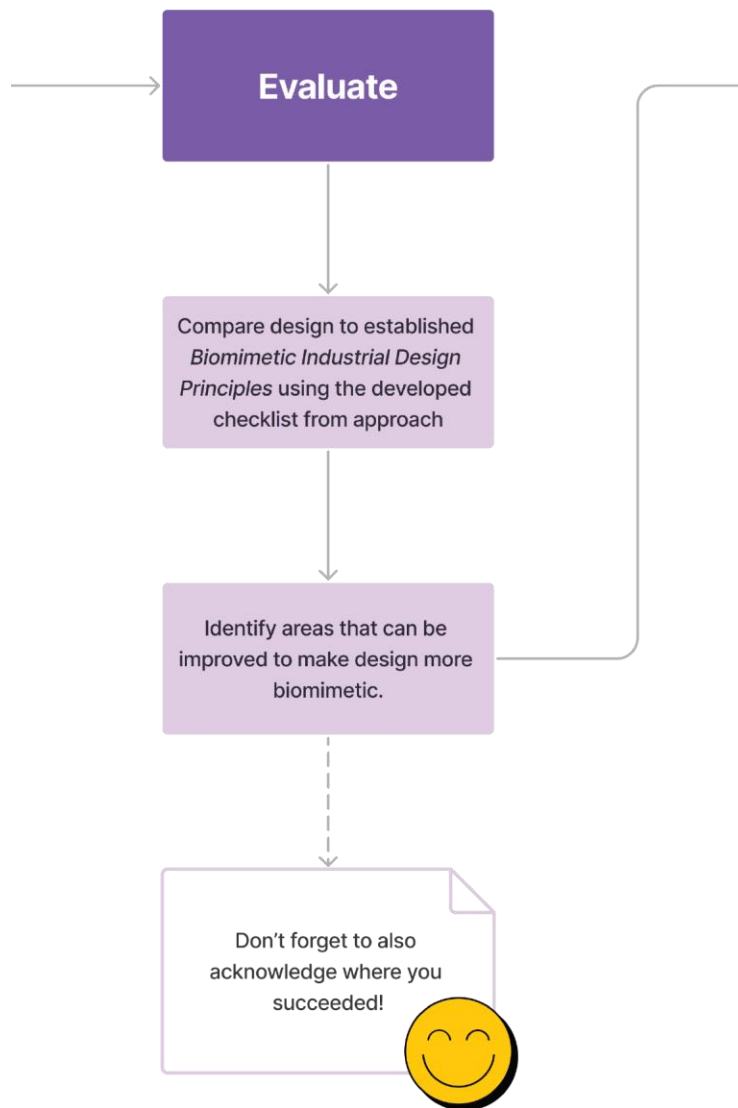 Evaluate
Compare design to established
Biomimetic Industrial Design
Principles using the developed
checklist from approach
Identify areas that can be
improved to make design more
biomimetic.
Don’t forget to also
acknowledge where you
succeeded!